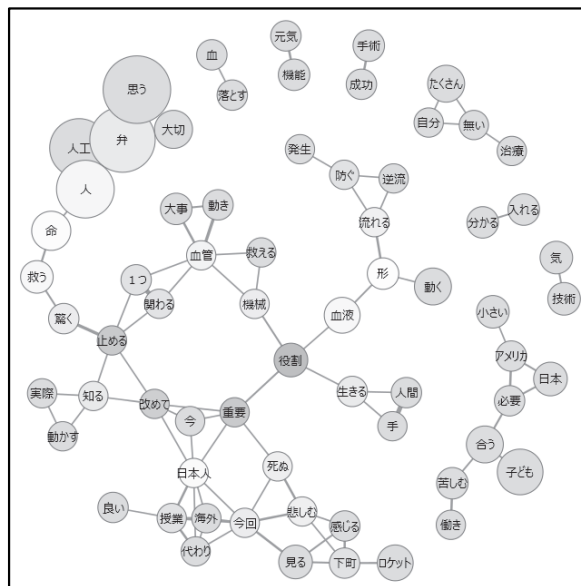 元気
手術
血
思う
機能
成功
たくさん
落とす
大切
自分
無い
弁
人工
発生
治療
防ぐ
逆流
人
大事
動き
入れる
分かる
流れる
命
血管
救える
気
形
救う
1つ
動く
技術
関わる
機械
小さい
驚く
血液
止める
アメリカ
役割
日本
実際
知る
生きる
人間
必要
改めて
重要
今
手
動かす
合う
日本人
死ぬ
子ども
苦しむ
良い
授業
海外
今回
悲しむ
感じる
働き
代わり
見る
下町
ロケット